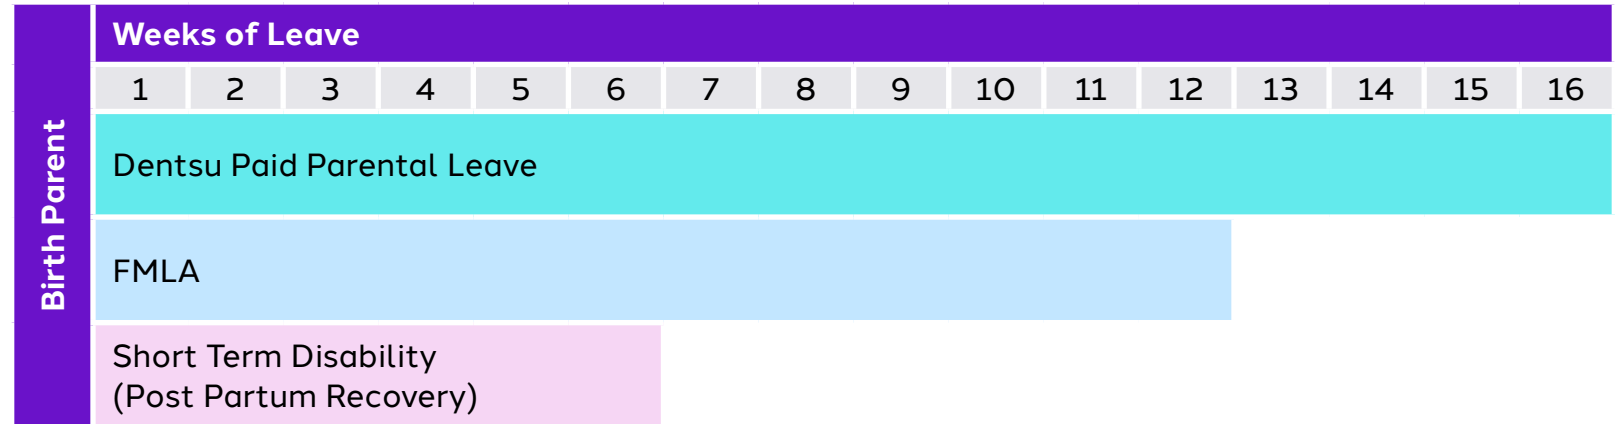 Birth Parent
Weeks of Leave
1 2 3 4 5 6 7 8 9 10 11 12 13 14 15 16
Dentsu Paid Parental Leave
FMLA
Short Term Disability
(Post Partum Recovery)